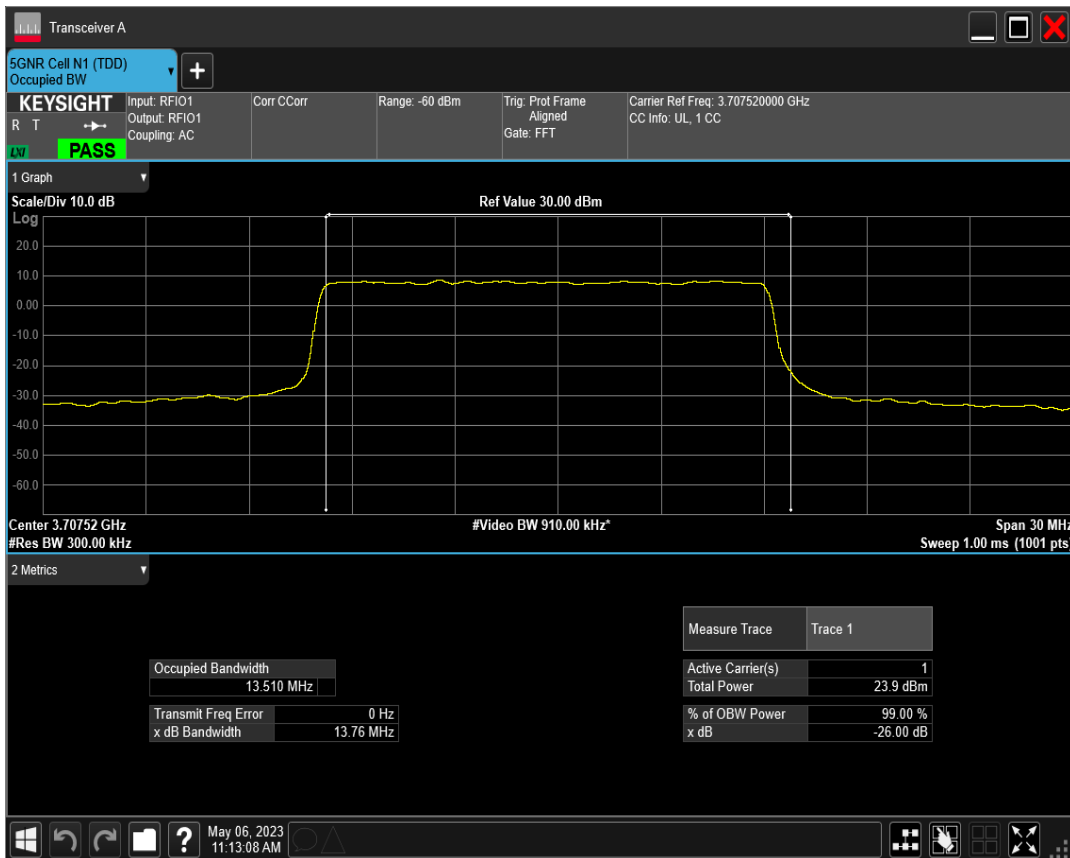 Transceiver A
5GNR Cell N1 (TDD)
Occupied BW
+
KEYSIGHT
R T
LXI
PASS
Input: RFIO1
Output: RFIO1
Coupling: AC
Corr CCorr
Range: -60 dBm
Trig: Prot Frame
Aligned
Gate: FFT
Carrier Ref Freq: 3.707520000 GHz
CC Info: UL, 1 CC
1 Graph
Scale/Div 10.0 dB
Ref Value 30.00 dBm
Log
20.0
10.0
0.00
-10.0
-20.0
-30.0
-40.0
-50.0
-60.0
Center 3.70752 GHz
#Video BW 910.00 kHz*
Span 30 MHz
#Res BW 300.00 kHz
Sweep 1.00 ms (1001 pts)
2 Metrics
Measure Trace Trace 1
Occupied Bandwidth
13.510 MHz
Transmit Freq Error 0 Hz
x dB Bandwidth 13.76 MHz
Active Carrier(s) 1
Total Power 23.9 dBm
% of OBW Power 99.00 %
x dB -26.00 dB
?
May 06, 2023
11:13:08 AM